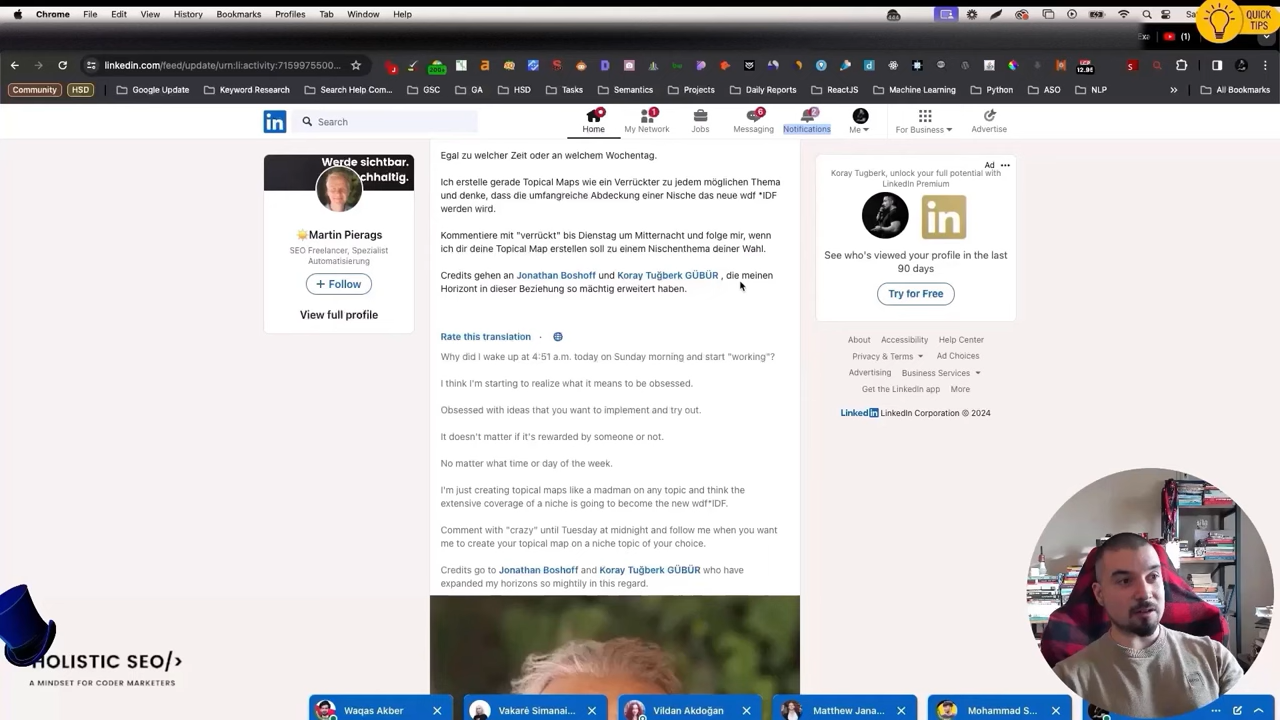 Chrome File Edit View History Bookmarks Profiles Tab Window Help
QUICK
TIPS
(1)
linkedin.com/feed/update/urn:li:activity:7159975500...
Community HSD Google Update Keyword Research Search Help Com... GSC GA HSD Tasks Semantics Projects Daily Reports ReactJS Machine Learning Python ASO NLP » All Bookmarks
in Search
Home My Network Jobs Messaging Notifications Me For Business Advertise
1 6 2
Werde sichtbar.
Martin Pierags
SEO Freelancer, Spezialist
Automatisierung
+ Follow
View full profile
Egal zu welcher Zeit oder an welchem Wochentag.
Ich erstelle gerade Topical Maps wie ein Verrückter zu jedem möglichen Thema
und denke, dass die umfangreiche Abdeckung einer Nische das neue wdf *IDF
werden wird.
Kommentiere mit "verrückt" bis Dienstag um Mitternacht und folge mir, wenn
ich dir deine Topical Map erstellen soll zu einem Nischenthema deiner Wahl.
Credits gehen an Jonathan Boshoff und Koray Tuğberk GÜBÜR , die meinen
Horizont in dieser Beziehung so mächtig erweitert haben.
Rate this translation ·
Why did I wake up at 4:51 a.m. today on Sunday morning and start "working"?
I think I'm starting to realize what it means to be obsessed.
Obsessed with ideas that you want to implement and try out.
It doesn't matter if it's rewarded by someone or not.
No matter what time or day of the week.
I'm just creating topical maps like a madman on any topic and think the
extensive coverage of a niche is going to become the new wdf*IDF.
Comment with "crazy" until Tuesday at midnight and follow me when you want
me to create your topical map on a niche topic of your choice.
Credits go to Jonathan Boshoff and Koray Tuğberk GÜBÜR who have
expanded my horizons so mightily in this regard.
Ad ...
Koray Tugberk, unlock your full potential with
LinkedIn Premium
in
See who's viewed your profile in the last
90 days
Try for Free
About Accessibility Help Center
Privacy & Terms Ad Choices
Advertising Business Services
Get the LinkedIn app More
LinkedIn LinkedIn Corporation © 2024
HOLISTIC SEO/>
A MINDSET FOR CODER MARKETERS
Waqas Akber Vakarė Simanai... Vildan Akdoğan Matthew Jana... Mohammad S...